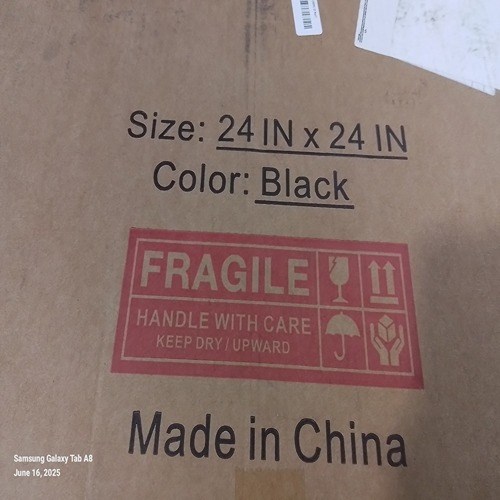 Size: 24 IN x 24 IN
Color: Black
FRAGILE
HANDLE WITH CARE
KEEP DRY / UPWARD
Made in China
Samsung Galaxy Tab A8
June 16, 2025